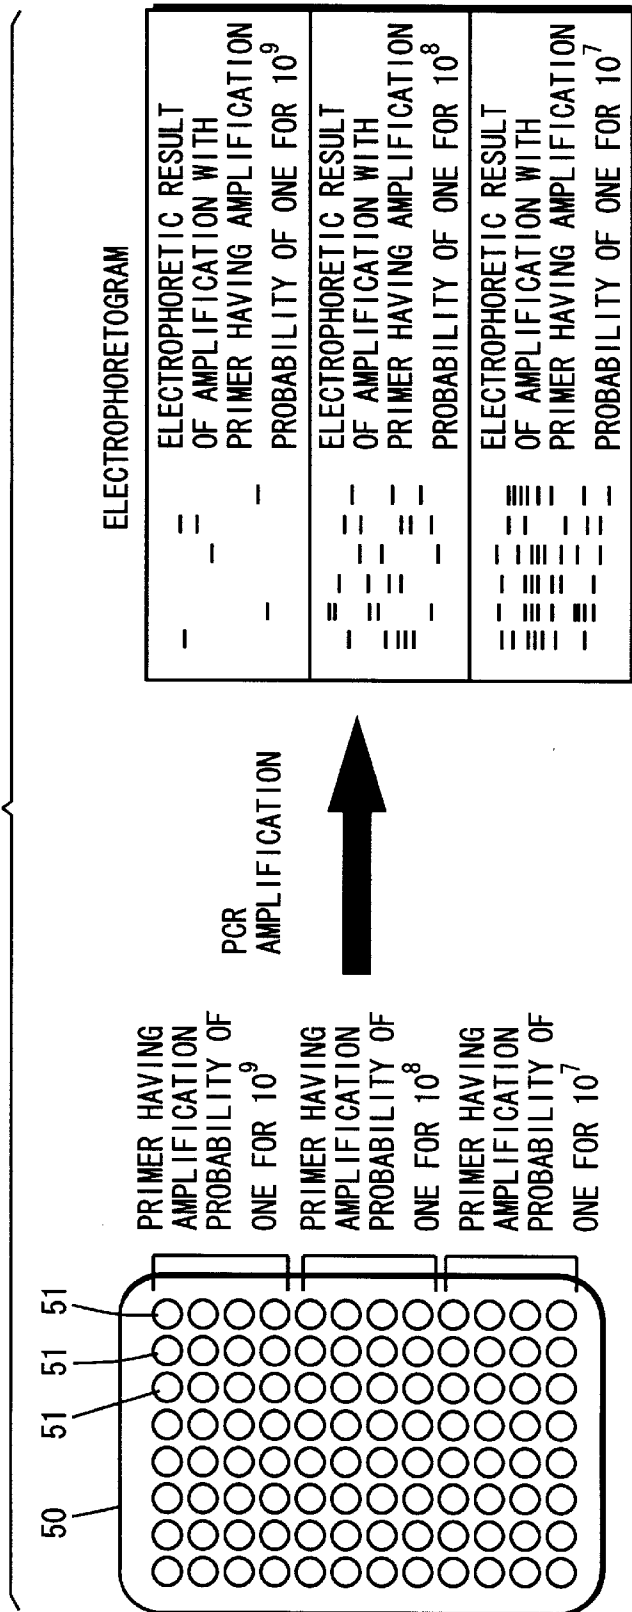 50
51
51
51
PRIMER HAVING
AMPLIFICATION
PROBABILITY OF
ONE FOR 10⁹
PRIMER HAVING
AMPLIFICATION
PROBABILITY OF
ONE FOR 10⁸
PRIMER HAVING
AMPLIFICATION
PROBABILITY OF
ONE FOR 10⁷
PCR
AMPLIFICATION
ELECTROPHORETOGRAM
ELECTROPHORETIC RESULT
OF AMPLIFICATION WITH
PRIMER HAVING AMPLIFICATION
PROBABILITY OF ONE FOR 10⁹
ELECTROPHORETIC RESULT
OF AMPLIFICATION WITH
PRIMER HAVING AMPLIFICATION
PROBABILITY OF ONE FOR 10⁸
ELECTROPHORETIC RESULT
OF AMPLIFICATION WITH
PRIMER HAVING AMPLIFICATION
PROBABILITY OF ONE FOR 10⁷